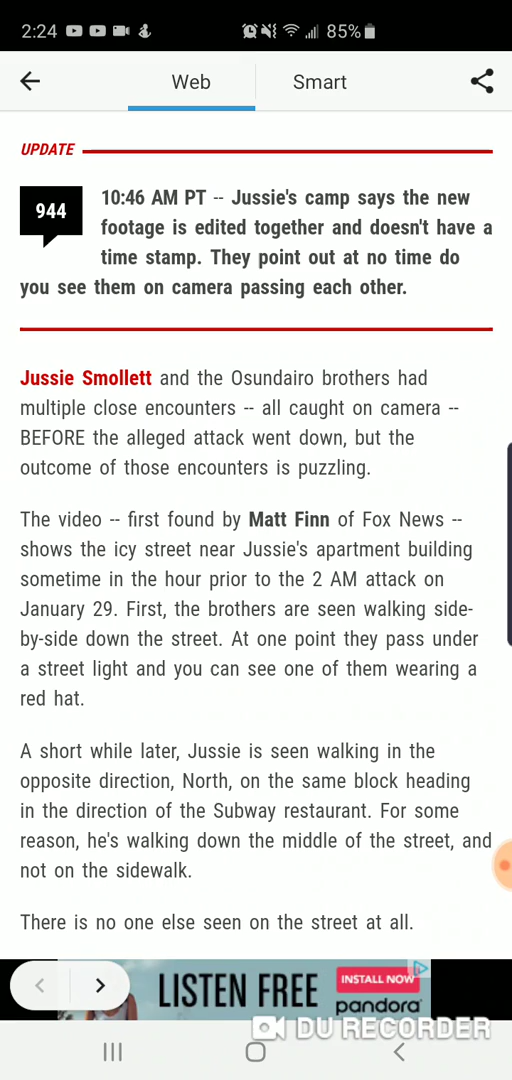 2:24 85%
Web Smart
UPDATE
944
10:46 AM PT -- Jussie's camp says the new
footage is edited together and doesn't have a
time stamp. They point out at no time do
you see them on camera passing each other.
Jussie Smollett and the Osundairo brothers had
multiple close encounters -- all caught on camera --
BEFORE the alleged attack went down, but the
outcome of those encounters is puzzling.
The video -- first found by Matt Finn of Fox News --
shows the icy street near Jussie's apartment building
sometime in the hour prior to the 2 AM attack on
January 29. First, the brothers are seen walking side-
by-side down the street. At one point they pass under
a street light and you can see one of them wearing a
red hat.
A short while later, Jussie is seen walking in the
opposite direction, North, on the same block heading
in the direction of the Subway restaurant. For some
reason, he's walking down the middle of the street, and
not on the sidewalk.
There is no one else seen on the street at all.
LISTEN FREE
INSTALL NOW
pandora
DU RECORDER